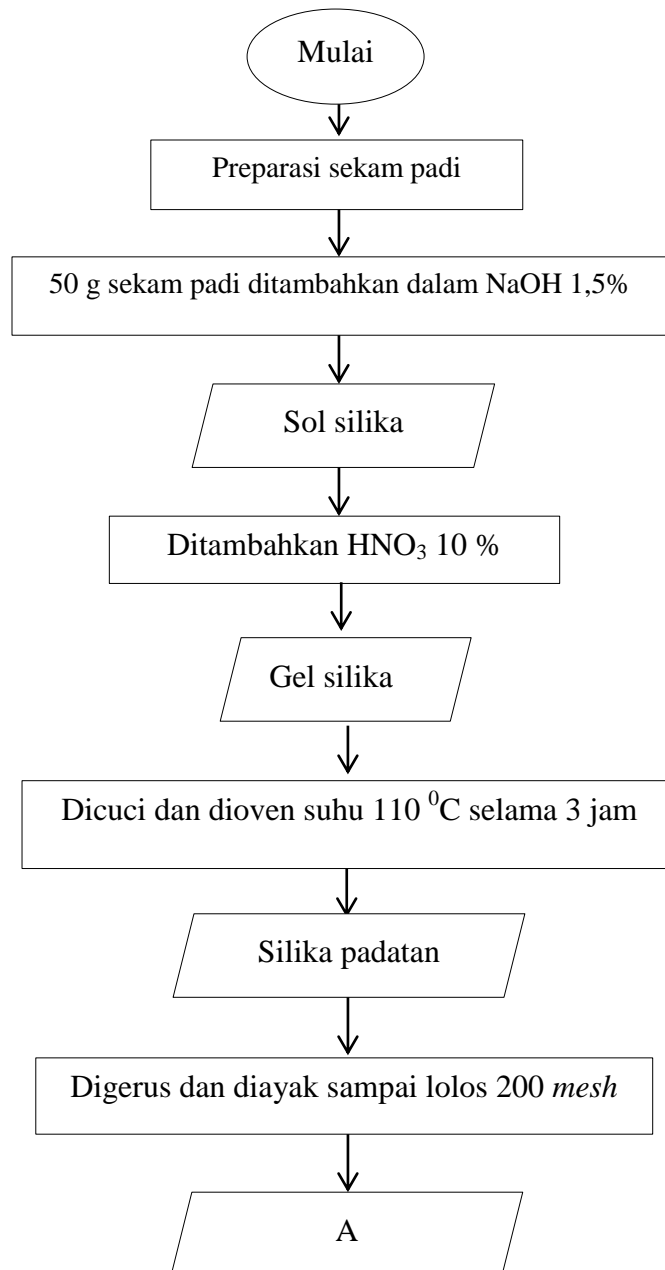 Mulai
Preparasi sekam padi
50 g sekam padi ditambahkan dalam NaOH 1,5%
Sol silika
Ditambahkan HNO₃ 10 %
Gel silika
Dicuci dan dioven suhu 110 ⁰C selama 3 jam
Silika padatan
Digerus dan diayak sampai lolos 200 mesh
A